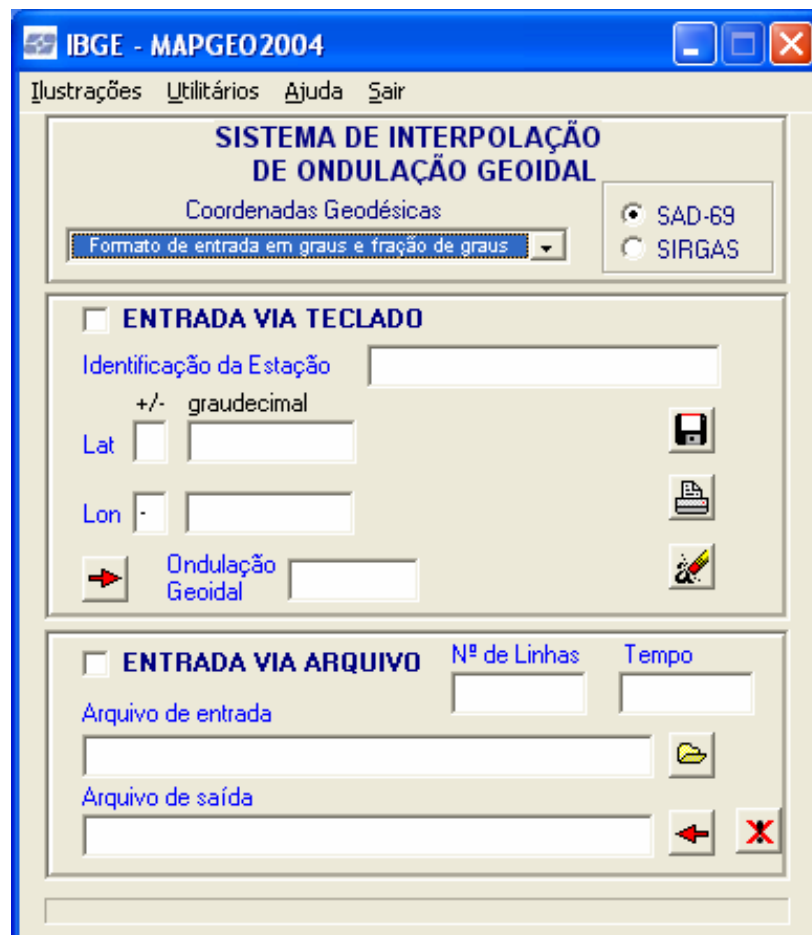 IBGE - MAPGEO2004
Ilustrações Utilitários Ajuda Sair
SISTEMA DE INTERPOLAÇÃO
DE ONDULAÇÃO GEOIDAL
Coordenadas Geodésicas
Formato de entrada em graus e fração de graus
SAD-69
SIRGAS
ENTRADA VIA TECLADO
Identificação da Estação
+/- graudecimal
Lat
Lon -
Ondulação
Geoidal
ENTRADA VIA ARQUIVO
Nº de Linhas
Tempo
Arquivo de entrada
Arquivo de saída